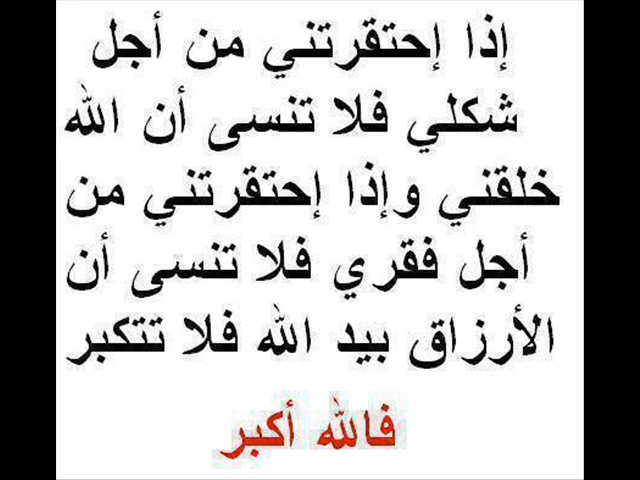 إذا إحتقرتني من أجل
شكلي فلا تنسى أن الله
خلقني وإذا إحتقرتني من
أجل فقري فلا تنسى أن
الأرزاق بيد الله فلا تتكبر
فالله أكبر